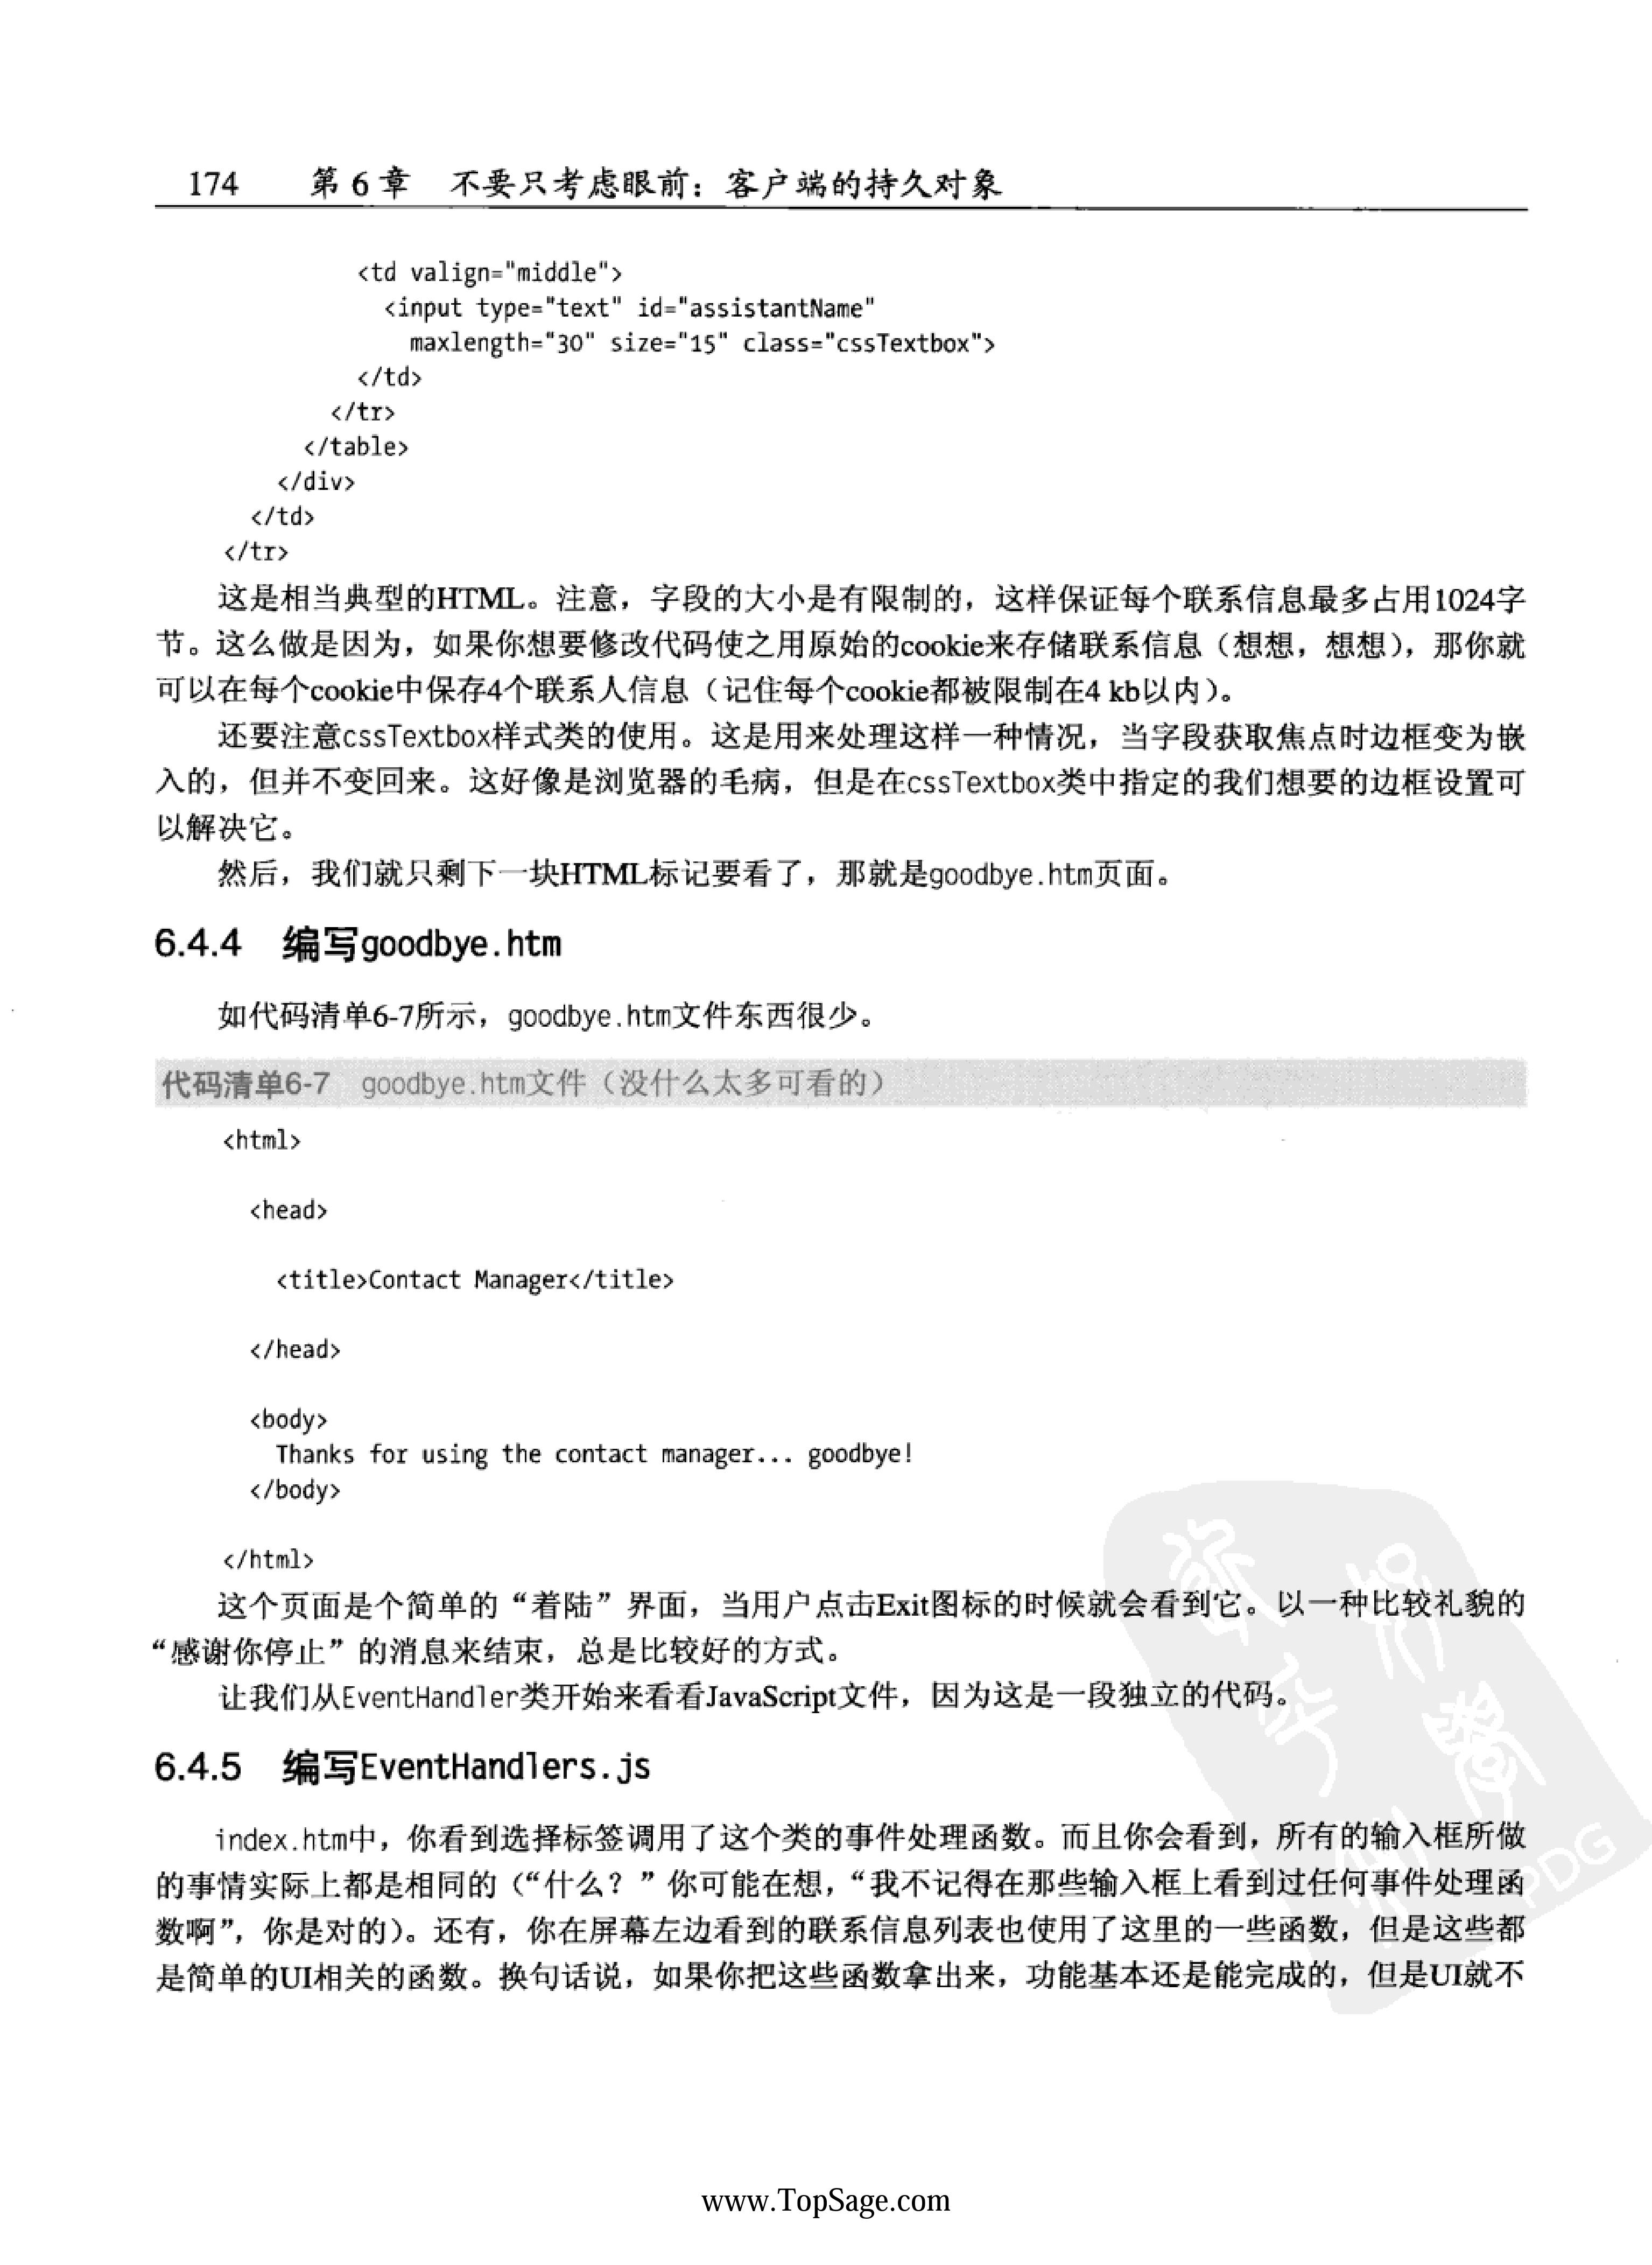 174 第 6 章 不要只考虑眼前：客户端的持久对象
<td valign="middle">
<input type="text" id="assistantName"
maxlength="30" size="15" class="cssTextbox">
</td>
</tr>
</table>
</div>
</td>
</tr>
这是相当典型的HTML。注意，字段的大小是有限制的，这样保证每个联系信息最多占用1024字
节。这么做是因为，如果你想要修改代码使之用原始的cookie来存储联系信息（想想，想想），那你就
可以在每个cookie中保存4个联系人信息（记住每个cookie都被限制在4 kb以内）。
还要注意cssTextbox样式类的使用。这是用来处理这样一种情况，当字段获取焦点时边框变为嵌
入的，但并不变回来。这好像是浏览器的毛病，但是在cssTextbox类中指定的我们想要的边框设置可
以解决它。
然后，我们就只剩下一块HTML标记要看了，那就是goodbye.htm页面。
6.4.4 编写goodbye.htm
如代码清单6-7所示，goodbye.htm文件东西很少。
代码清单6-7 goodbye.htm文件（没什么太多可看的）
<html>
<head>
<title>Contact Manager</title>
</head>
<body>
Thanks for using the contact manager... goodbye!
</body>
</html>
这个页面是个简单的“着陆”界面，当用户点击Exit图标的时候就会看到它。以一种比较礼貌的
“感谢你停止”的消息来结束，总是比较好的方式。
让我们从EventHandler类开始来看看JavaScript文件，因为这是一段独立的代码。
6.4.5 编写EventHandlers.js
index.htm中，你看到选择标签调用了这个类的事件处理函数。而且你会看到，所有的输入框所做
的事情实际上都是相同的（“什么？”你可能在想，“我不记得在那些输入框上看到过任何事件处理函
数啊”，你是对的）。还有，你在屏幕左边看到的联系信息列表也使用了这里的一些函数，但是这些都
是简单的UI相关的函数。换句话说，如果你把这些函数拿出来，功能基本还是能完成的，但是UI就不
PDG
www.TopSage.com